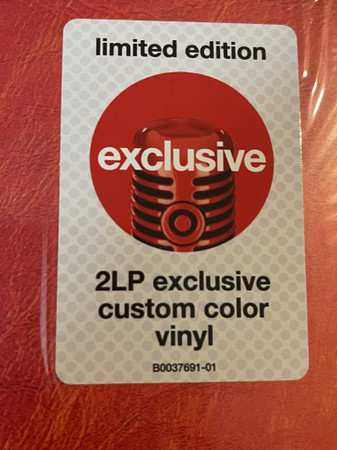 limited edition
exclusive
2LP exclusive
custom color
vinyl
B0037691-01